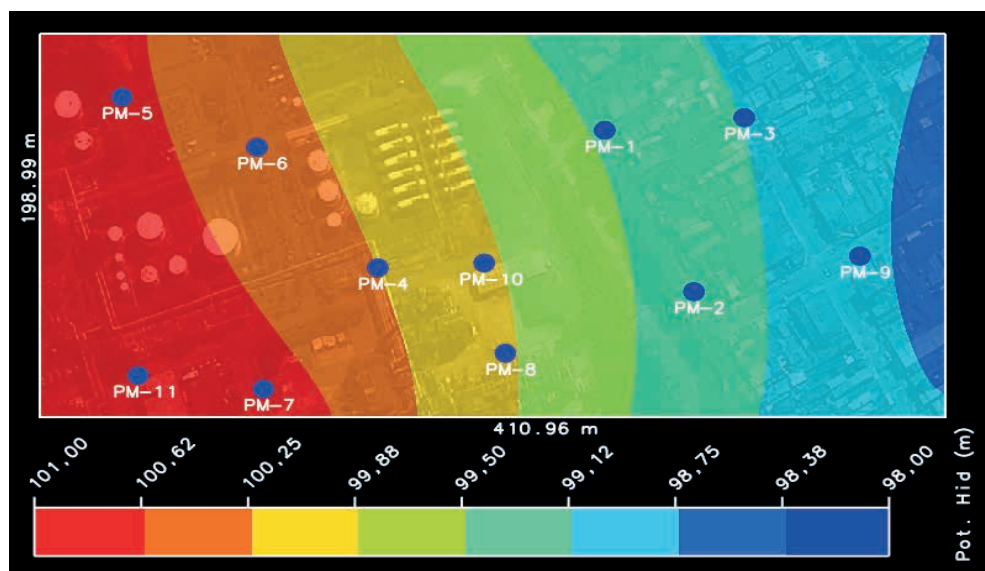 PM-5
PM-6
PM-1
PM-3
198.99 m
PM-4
PM-10
PM-9
PM-2
PM-8
PM-11
PM-7
410.96 m
101,00
100,62
100,25
99,88
99,50
99,12
98,75
98,38
98,00
Pot. Hid (m)